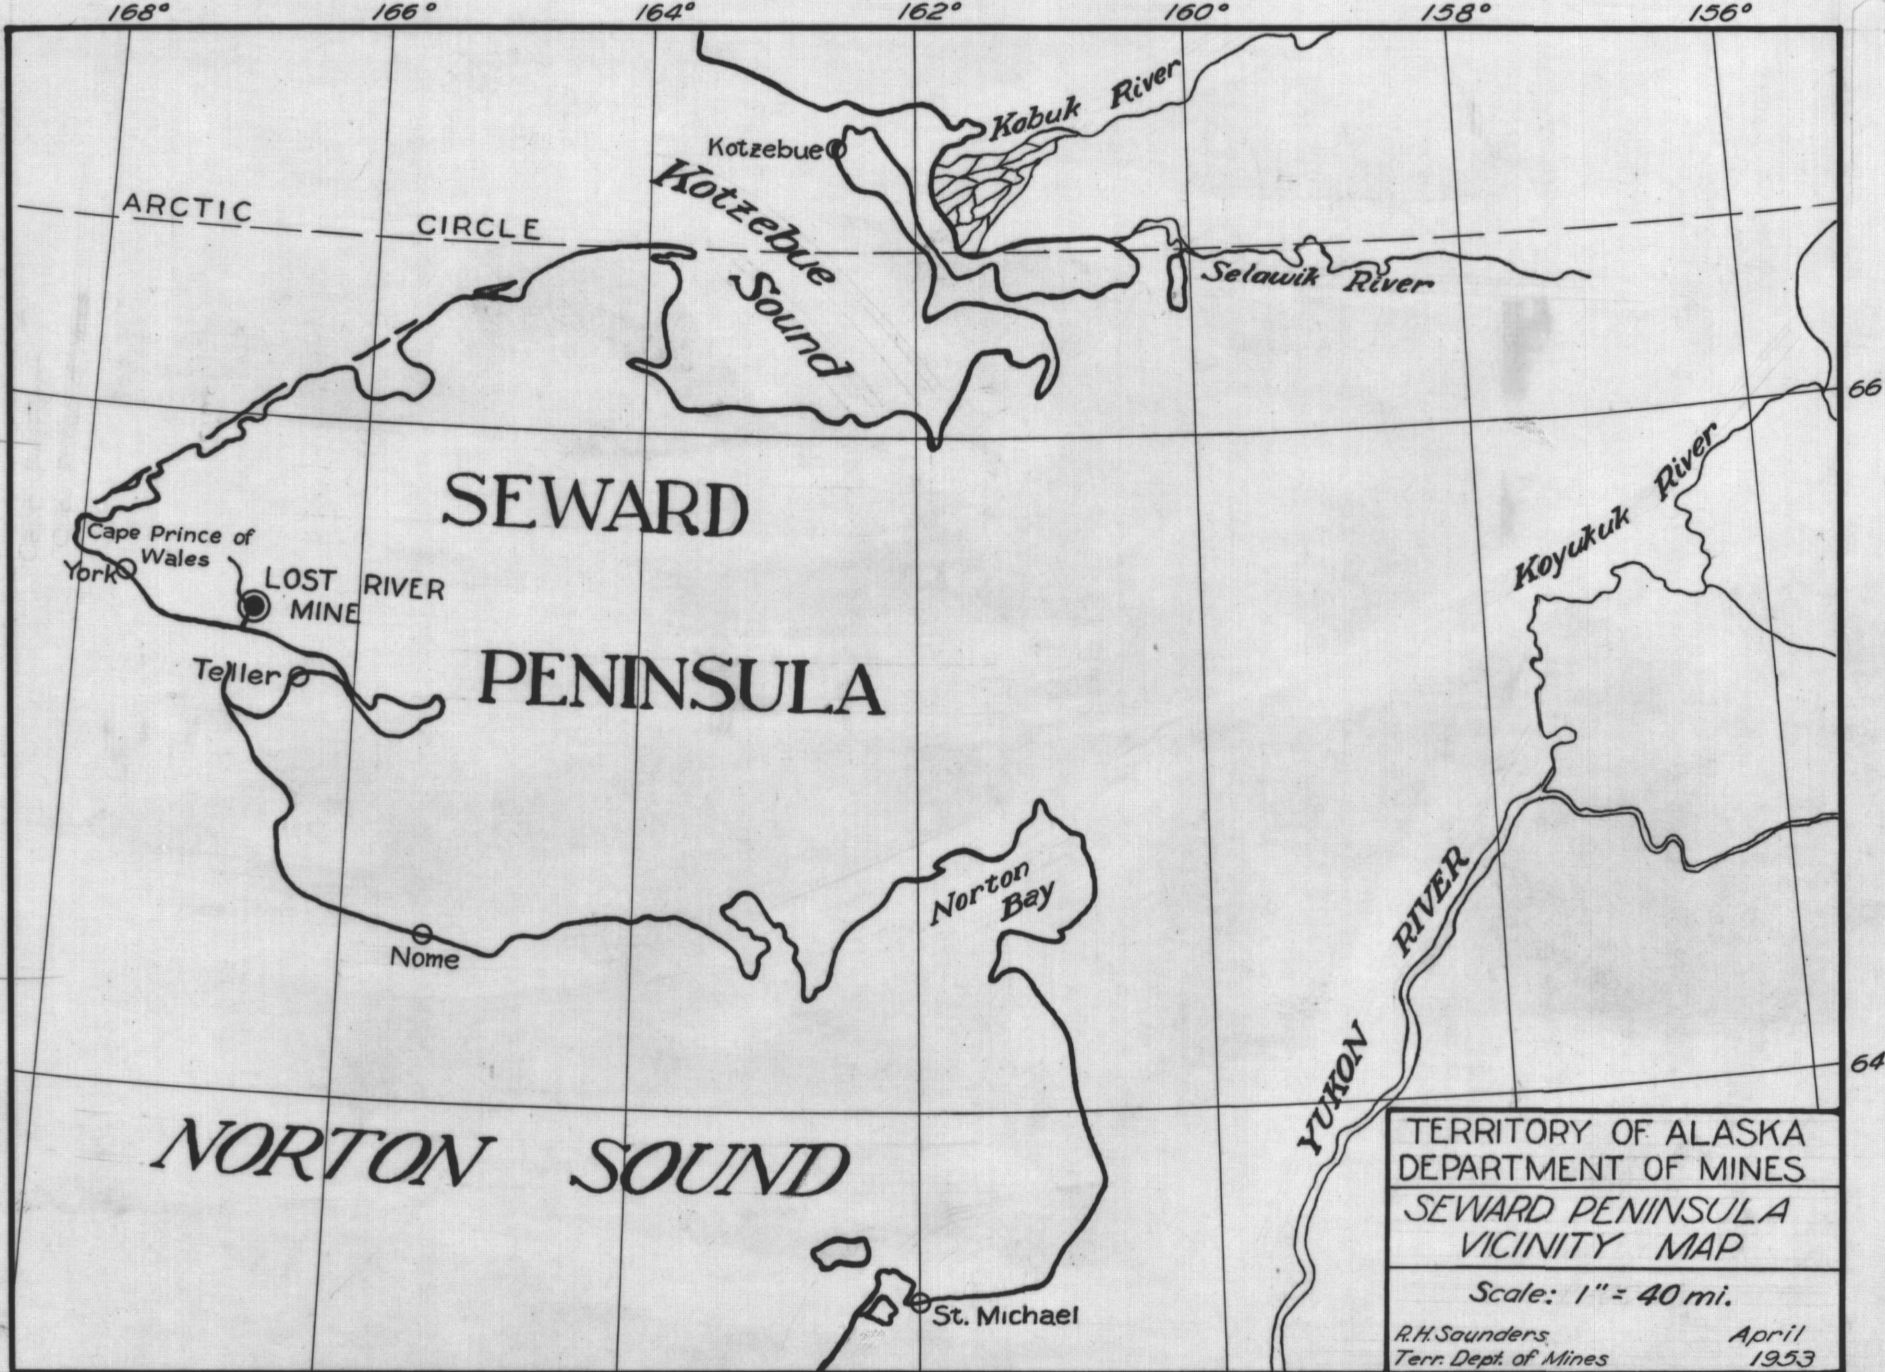 168° 166° 164° 162° 160° 158° 156°
Kobuk River
Kotzebue
Kotzebue
Sound
ARCTIC CIRCLE
Selawik River
66
SEWARD
PENINSULA
Koyukuk River
Cape Prince of
Wales
York
LOST RIVER
MINE
Teller
Norton
Bay
Nome
YUKON RIVER
64
NORTON SOUND
St. Michael
TERRITORY OF ALASKA
DEPARTMENT OF MINES
SEWARD PENINSULA
VICINITY MAP
Scale: 1" = 40 mi.
R.H. Saunders April
Terr. Dept. of Mines 1953